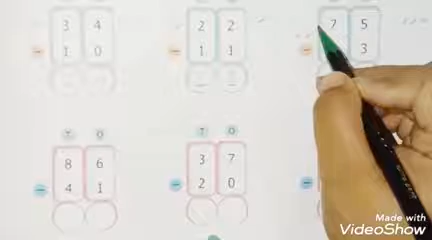 3 4 2 2 7 5
- 1 0 - 1 1 - 3
T O T O
8 6 3 7
- 4 1 - 2 0 -
Made with
VideoShow